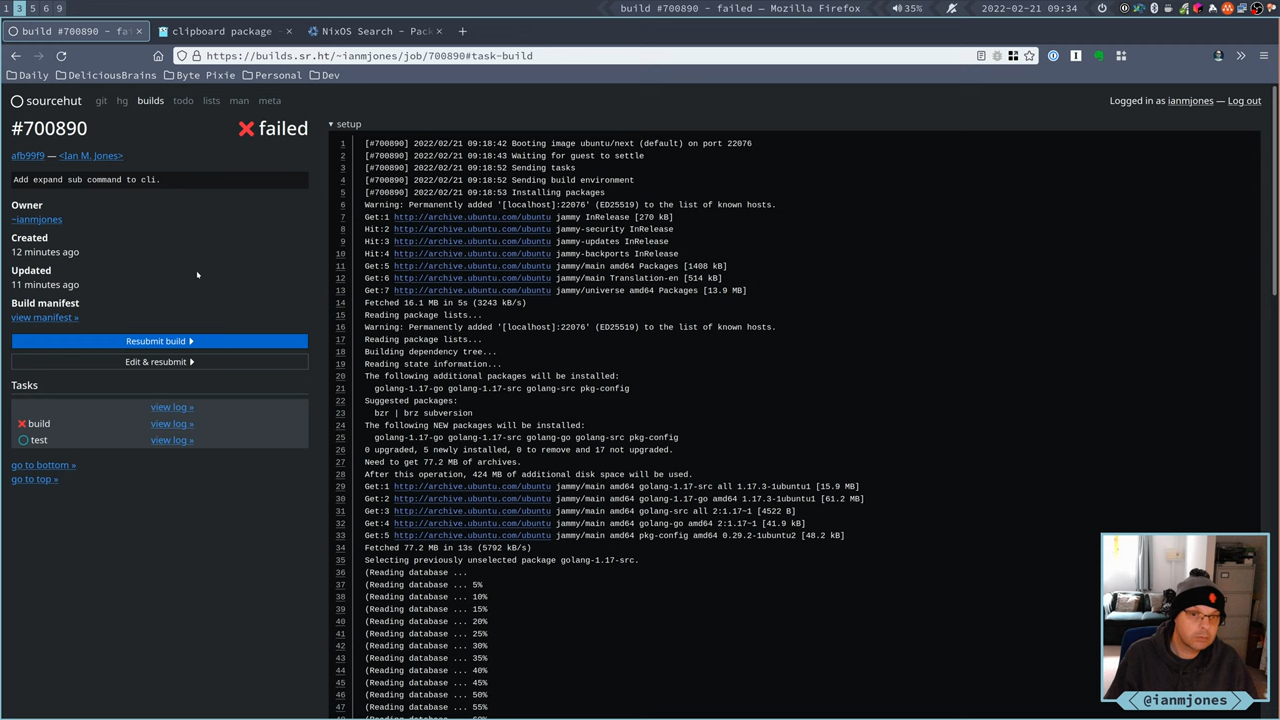 1 3 5 6 9
build #700890 - failed — Mozilla Firefox
35%
2022-02-21 09:34
build #700890 - fai
clipboard package -
NixOS Search - Pack
https://builds.sr.ht/~ianmjones/job/700890#task-build
Daily
DeliciousBrains
Byte Pixie
Personal
Dev
sourcehut git hg builds todo lists man meta
Logged in as ianmjones — Log out
#700890
failed
afb99f9 — <Ian M. Jones>
Add expand sub command to cli.
Owner
~ianmjones
Created
12 minutes ago
Updated
11 minutes ago
Build manifest
view manifest »
Resubmit build
Edit & resubmit
Tasks
view log »
build view log »
test view log »
go to bottom »
go to top »
setup
1 [#700890] 2022/02/21 09:18:42 Booting image ubuntu/next (default) on port 22076
2 [#700890] 2022/02/21 09:18:43 Waiting for guest to settle
3 [#700890] 2022/02/21 09:18:52 Sending tasks
4 [#700890] 2022/02/21 09:18:52 Sending build environment
5 [#700890] 2022/02/21 09:18:53 Installing packages
6 Warning: Permanently added '[localhost]:22076' (ED25519) to the list of known hosts.
7 Get:1 http://archive.ubuntu.com/ubuntu jammy InRelease [270 kB]
8 Hit:2 http://archive.ubuntu.com/ubuntu jammy-security InRelease
9 Hit:3 http://archive.ubuntu.com/ubuntu jammy-updates InRelease
10 Hit:4 http://archive.ubuntu.com/ubuntu jammy-backports InRelease
11 Get:5 http://archive.ubuntu.com/ubuntu jammy/main amd64 Packages [1408 kB]
12 Get:6 http://archive.ubuntu.com/ubuntu jammy/main Translation-en [514 kB]
13 Get:7 http://archive.ubuntu.com/ubuntu jammy/universe amd64 Packages [13.9 MB]
14 Fetched 16.1 MB in 5s (3243 kB/s)
15 Reading package lists...
16 Warning: Permanently added '[localhost]:22076' (ED25519) to the list of known hosts.
17 Reading package lists...
18 Building dependency tree...
19 Reading state information...
20 The following additional packages will be installed:
21 golang-1.17-go golang-1.17-src golang-src pkg-config
22 Suggested packages:
23 bzr | brz subversion
24 The following NEW packages will be installed:
25 golang-1.17-go golang-1.17-src golang-go golang-src pkg-config
26 0 upgraded, 5 newly installed, 0 to remove and 17 not upgraded.
27 Need to get 77.2 MB of archives.
28 After this operation, 424 MB of additional disk space will be used.
29 Get:1 http://archive.ubuntu.com/ubuntu jammy/main amd64 golang-1.17-src all 1.17.3-1ubuntu1 [15.9 MB]
30 Get:2 http://archive.ubuntu.com/ubuntu jammy/main amd64 golang-1.17-go amd64 1.17.3-1ubuntu1 [61.2 MB]
31 Get:3 http://archive.ubuntu.com/ubuntu jammy/main amd64 golang-src all 2:1.17~1 [4522 B]
32 Get:4 http://archive.ubuntu.com/ubuntu jammy/main amd64 golang-go amd64 2:1.17~1 [41.9 kB]
33 Get:5 http://archive.ubuntu.com/ubuntu jammy/main amd64 pkg-config amd64 0.29.2-1ubuntu2 [48.2 kB]
34 Fetched 77.2 MB in 13s (5792 kB/s)
35 Selecting previously unselected package golang-1.17-src.
36 (Reading database ...
37 (Reading database ... 5%
38 (Reading database ... 10%
39 (Reading database ... 15%
40 (Reading database ... 20%
41 (Reading database ... 25%
42 (Reading database ... 30%
43 (Reading database ... 35%
44 (Reading database ... 40%
45 (Reading database ... 45%
46 (Reading database ... 50%
47 (Reading database ... 55%
@ianmjones